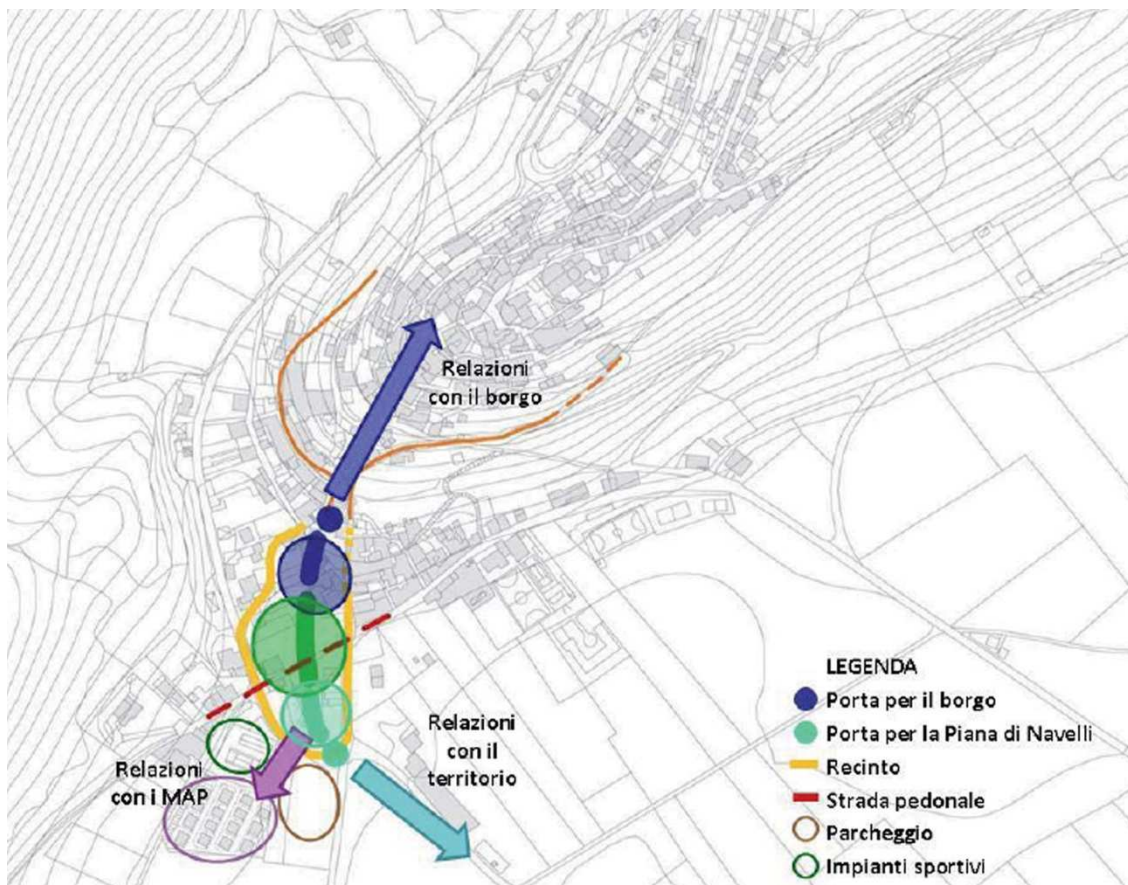 Relazioni
con il borgo
Relazioni
con il
territorio
Relazioni
con i MAP
LEGENDA
Porta per il borgo
Porta per la Piana di Navelli
Recinto
Strada pedonale
Parcheggio
Impianti sportivi